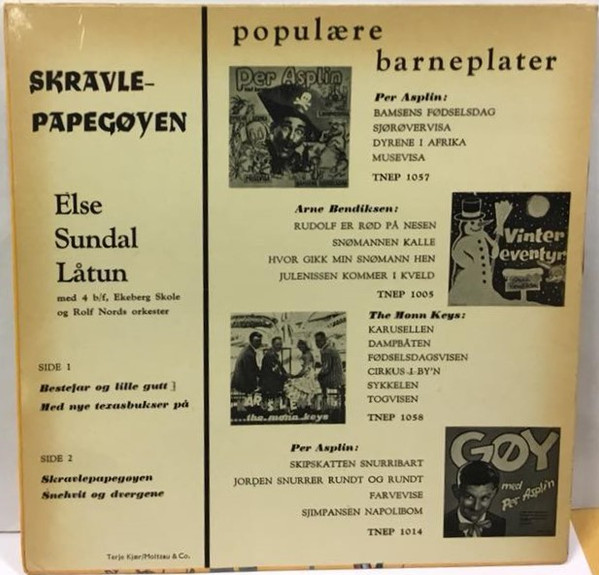 SKRAVLE-
PAPEGØYEN
Else
Sundal
Låtun
med 4 b/f, Ekeberg Skole
og Rolf Nords orkester
SIDE 1
Bestefar og lille gutt
Med nye texasbukser på
SIDE 2
Skravlepapegøyen
Snehvit og dvergene
Terje Kjær/Moltzau & Co.
populære
barneplater
Per Asplin
Per Asplin:
BAMSENS FØDSELSDAG
SJØRØVERVISA
DYRENE I AFRIKA
MUSEVISA
TNEP 1057
Arne Bendiksen:
RUDOLF ER RØD PÅ NESEN
SNØMANNEN KALLE
HVOR GIKK MIN SNØMANN HEN
JULENISSEN KOMMER I KVELD
TNEP 1005
Vinter
eventyr
The Monn Keys:
KARUSELLEN
DAMPBÅTEN
FØDSELSDAGSVISEN
CIRKUS I BY'N
SYKKELEN
TOGVISEN
TNEP 1058
....the monn keys
Per Asplin:
SKIPSKATTEN SNURRIBART
JORDEN SNURRER RUNDT OG RUNDT
FARVEVISE
SJIMPANSEN NAPOLIBOM
TNEP 1014
GØY
med
Per Asplin